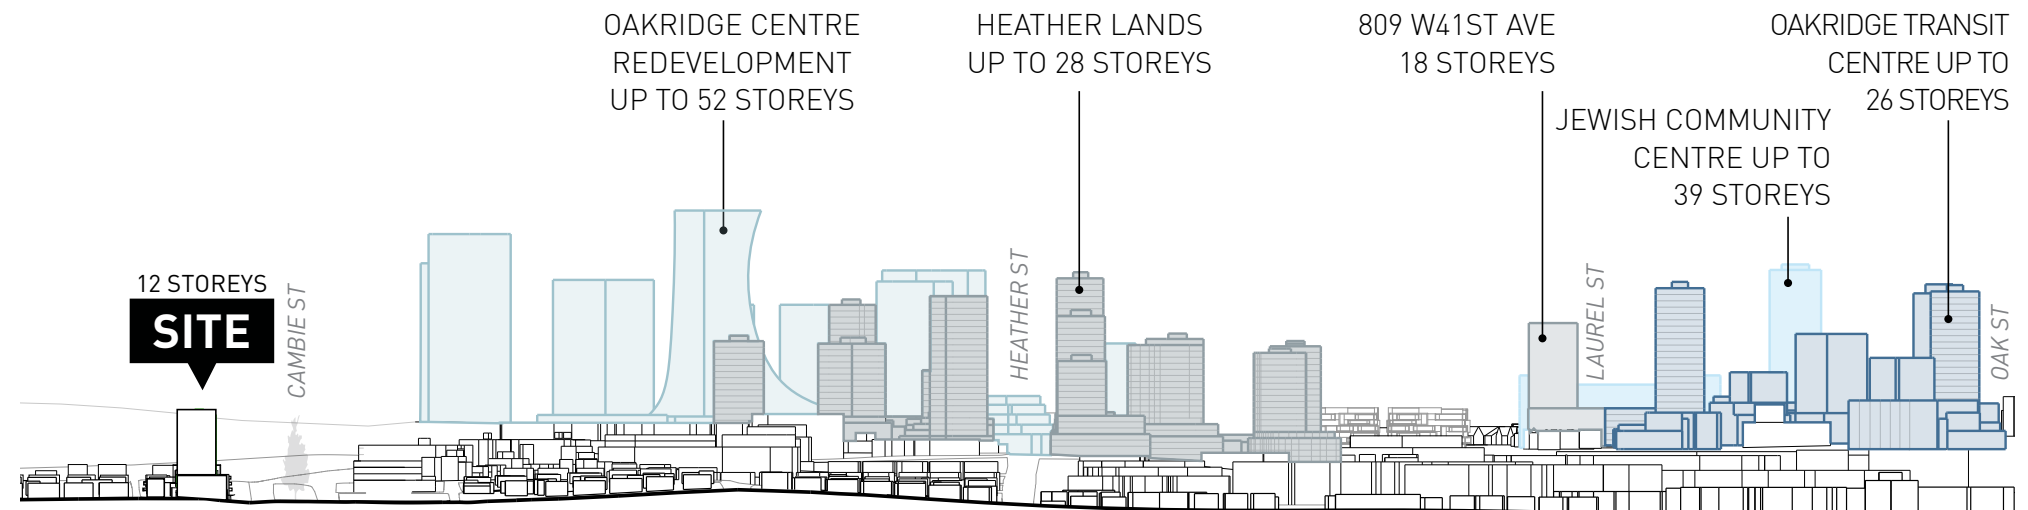 OAKRIDGE CENTRE
REDEVELOPMENT
UP TO 52 STOREYS
HEATHER LANDS
UP TO 28 STOREYS
809 W41ST AVE
18 STOREYS
OAKRIDGE TRANSIT
CENTRE UP TO
26 STOREYS
JEWISH COMMUNITY
CENTRE UP TO
39 STOREYS
12 STOREYS
SITE
CAMBIE ST
HEATHER ST
LAUREL ST
OAK ST